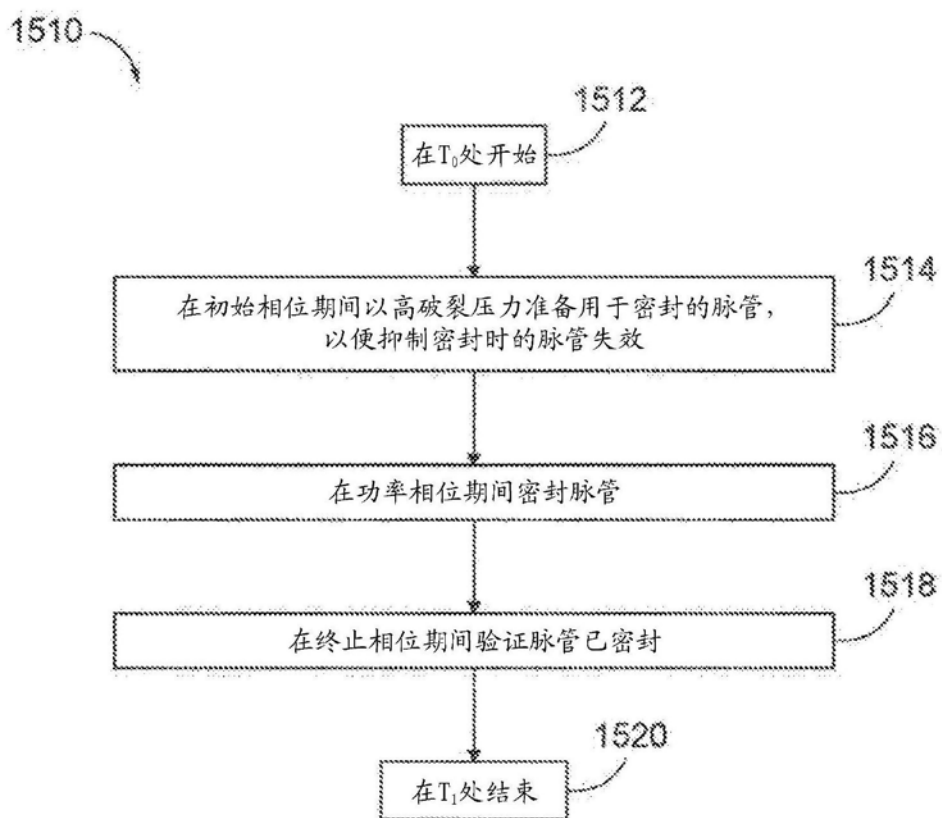 1510
1512
在T₀处开始
1514
在初始相位期间以高破裂压力准备用于密封的脉管，
以便抑制密封时的脉管失效
1516
在功率相位期间密封脉管
1518
在终止相位期间验证脉管已密封
1520
在T₁处结束